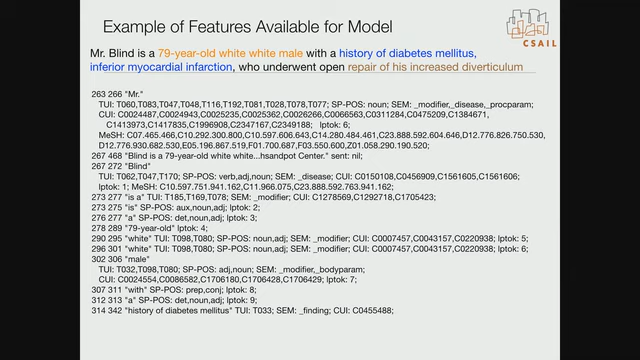 Example of Features Available for Model
CSAIL
Mr. Blind is a 79-year-old white white male with a history of diabetes mellitus,
inferior myocardial infarction, who underwent open repair of his increased diverticulum
263 266 "Mr."
TUI: T060,T083,T047,T048,T116,T192,T081,T028,T078,T077; SP-POS: noun; SEM: _modifier,_disease,_procparam;
CUI: C0024487,C0024943,C0025235,C0025362,C0026266,C0066563,C0311284,C0475209,C1384671,
C1413973,C1417835,C1996908,C2347167,C2349188; lptok: 6;
MeSH: C07.465.466,C10.292.300.800,C10.597.606.643,C14.280.484.461,C23.888.592.604.646,D12.776.826.750.530,
D12.776.930.682.530,E05.196.867.519,F01.700.687,F03.550.600,Z01.058.290.190.520;
267 468 "Blind is a 79-year-old white white...hsandpot Center." sent: nil;
267 272 "Blind"
TUI: T062,T047,T170; SP-POS: verb,adj,noun; SEM: _disease; CUI: C0150108,C0456909,C1561605,C1561606;
lptok: 1; MeSH: C10.597.751.941.162,C11.966.075,C23.888.592.763.941.162;
273 277 "is a" TUI: T185,T169,T078; SEM: _modifier; CUI: C1278569,C1292718,C1705423;
273 275 "is" SP-POS: aux,noun,adj; lptok: 2;
276 277 "a" SP-POS: det,noun,adj; lptok: 3;
278 289 "79-year-old" lptok: 4;
290 295 "white" TUI: T098,T080; SP-POS: noun,adj; SEM: _modifier; CUI: C0007457,C0043157,C0220938; lptok: 5;
296 301 "white" TUI: T098,T080; SP-POS: noun,adj; SEM: _modifier; CUI: C0007457,C0043157,C0220938; lptok: 6;
302 306 "male"
TUI: T032,T098,T080; SP-POS: adj,noun; SEM: _modifier,_bodyparam;
CUI: C0024554,C0086582,C1706180,C1706428,C1706429; lptok: 7;
307 311 "with" SP-POS: prep,conj; lptok: 8;
312 313 "a" SP-POS: det,noun,adj; lptok: 9;
314 342 "history of diabetes mellitus" TUI: T033; SEM: _finding; CUI: C0455488;